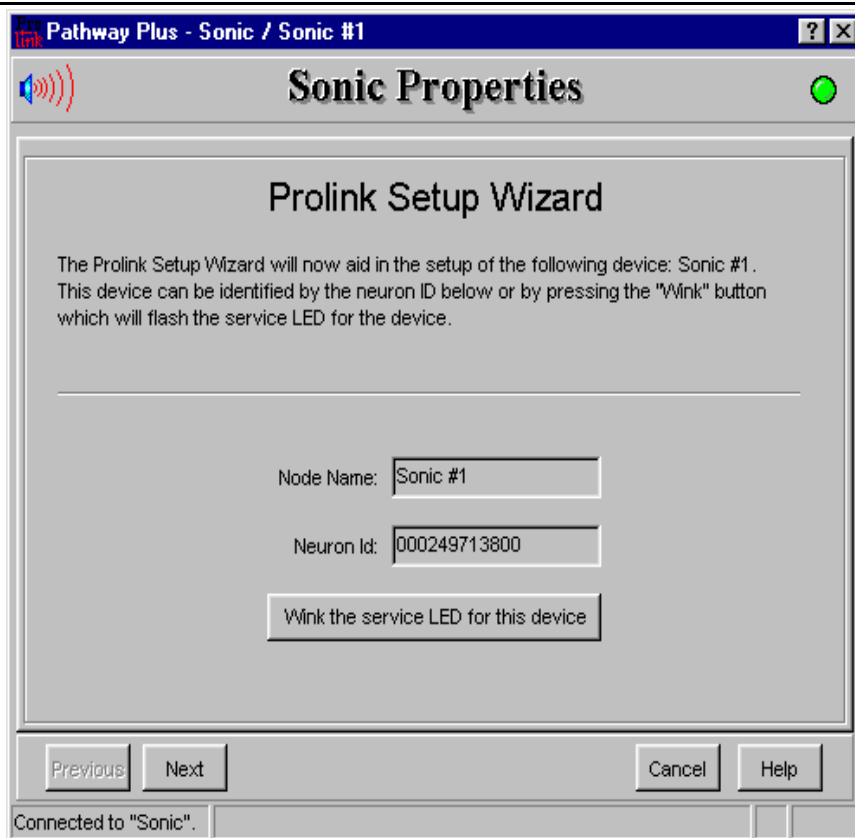 Pro
link
Pathway Plus - Sonic / Sonic #1
Sonic Properties
Prolink Setup Wizard
The Prolink Setup Wizard will now aid in the setup of the following device: Sonic #1.
This device can be identified by the neuron ID below or by pressing the "Wink" button
which will flash the service LED for the device.
Node Name: Sonic #1
Neuron Id: 000249713800
Wink the service LED for this device
Previous Next Cancel Help
Connected to "Sonic".